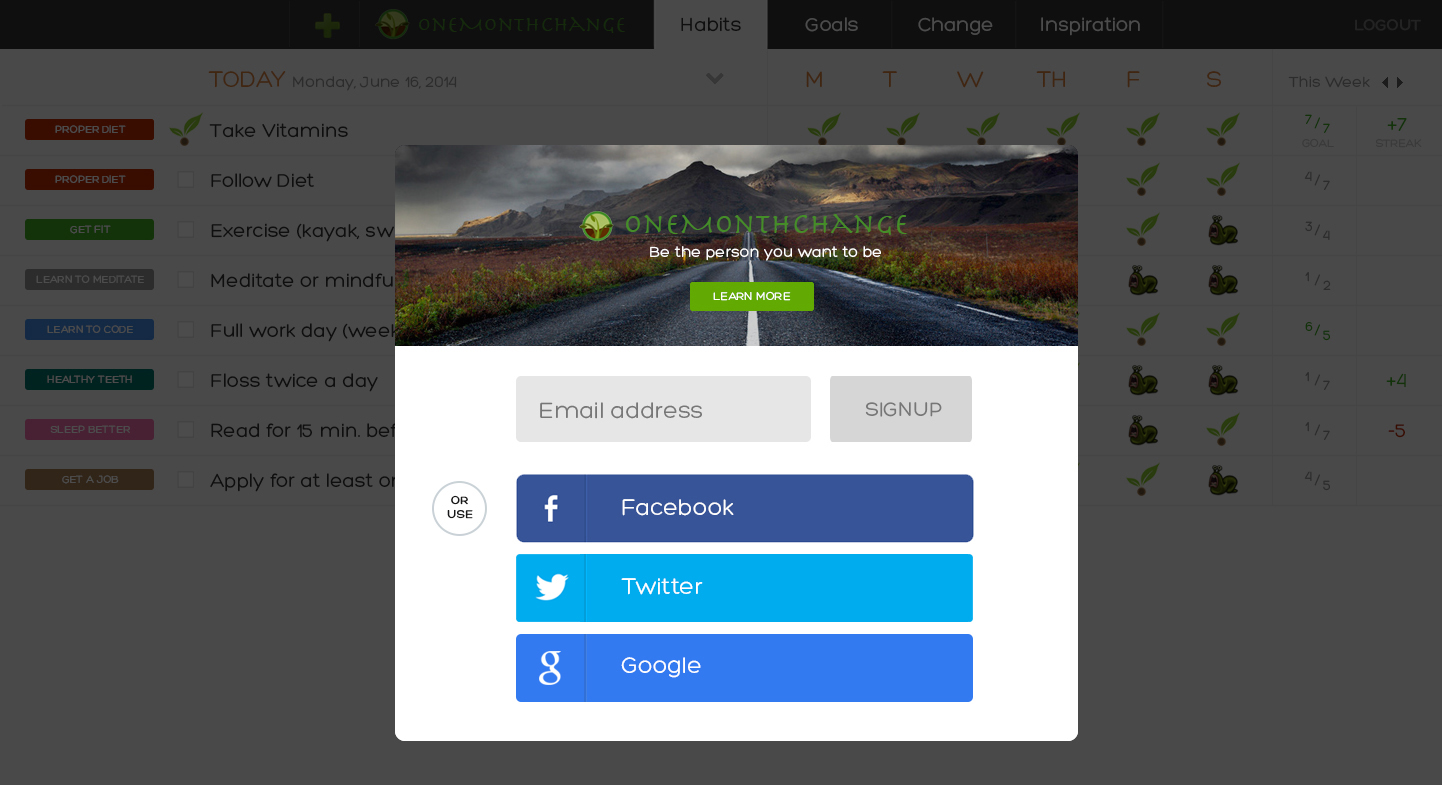 ONEMONTHCHANGE Habits Goals Change Inspiration LOGOUT
TODAY Monday, June 16, 2014 M T W TH F S This Week
PROPER DIET Take Vitamins 7/7 GOAL +7 STREAK
PROPER DIET Follow Diet 4/7
GET FIT Exercise (kayak, sw 3/4
LEARN TO MEDITATE Meditate or mindfu 1/2
LEARN TO CODE Full work day (week 6/5
HEALTHY TEETH Floss twice a day 1/7 +4
SLEEP BETTER Read for 15 min. bef 1/7 -5
GET A JOB Apply for at least or 4/5
ONEMONTHCHANGE
Be the person you want to be
LEARN MORE
Email address SIGNUP
OR
USE
f Facebook
Twitter
g Google